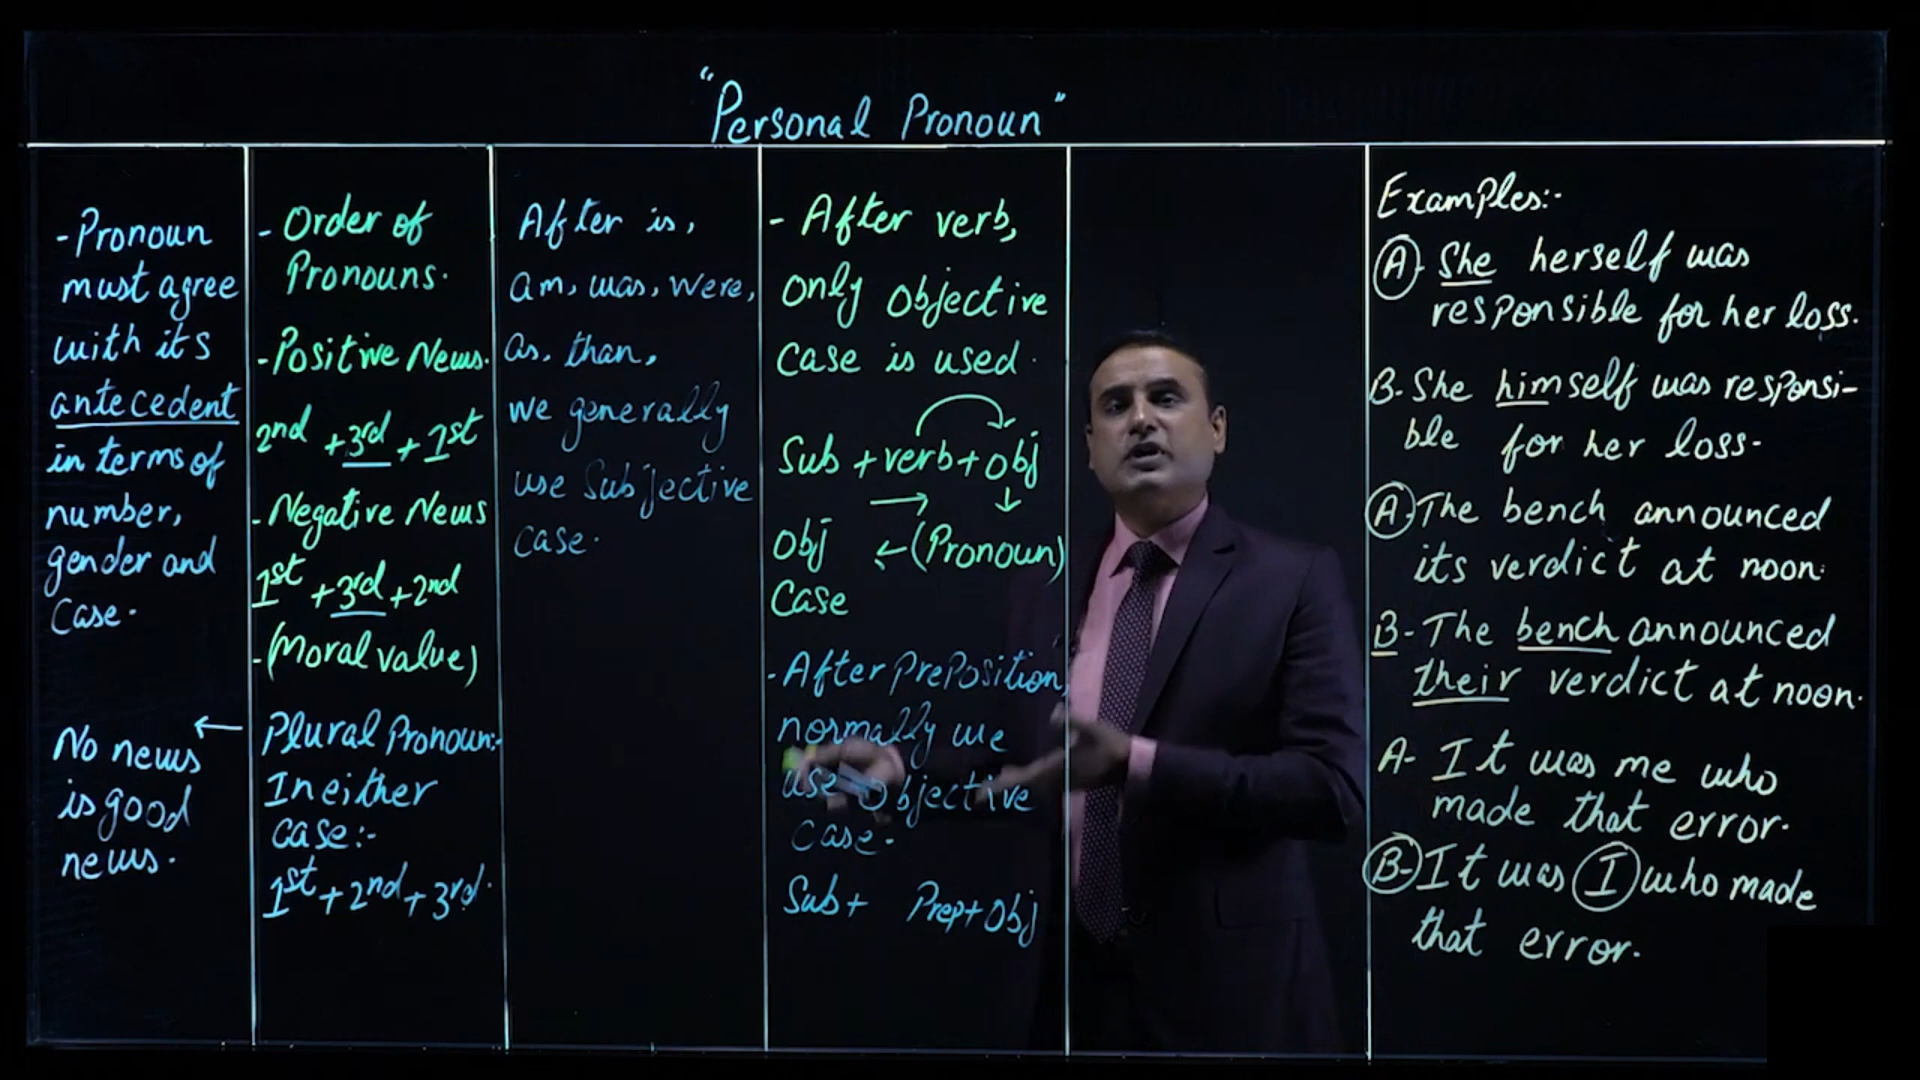 "Personal Pronoun"
-Pronoun
must agree
with its
antecedent
in terms of
number,
gender and
Case.
No news
is good
news.
- Order of
Pronouns.
-Positive News.
2nd +3rd + 1st
- Negative News
1st +3rd +2nd
-(Moral value)
Plural Pronoun:-
In either
case:-
1st + 2nd + 3rd.
After is,
am, was, were,
as, than,
we generally
use Subjective
case.
- After verb,
only objective
case is used.
Sub + verb + obj
obj ←(Pronoun)
Case
-After Preposition,
normally we
use Objective
case.
Sub+ Prep+Obj
Examples:-
A- She herself was
responsible for her loss.
B- She himself was responsi-
ble for her loss-
A-The bench announced
its verdict at noon.
B-The bench announced
their verdict at noon.
A- It was me who
made that error.
B-It was I who made
that error.